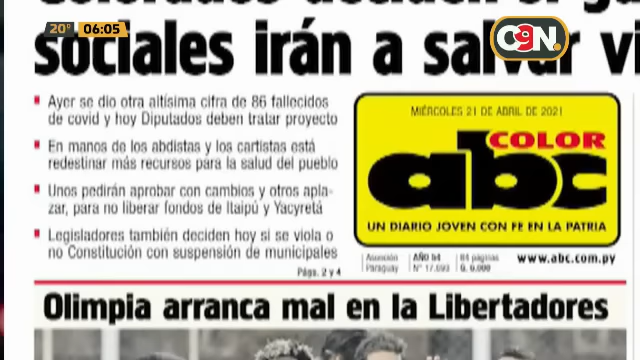 20° 06:05
C9N.
sociales irán a salvar vi
Ayer se dio otra altísima cifra de 86 fallecidos
de covid y hoy Diputados deben tratar proyecto
En manos de los abdistas y los cartistas está
redestinar más recursos para la salud del pueblo
Unos pedirán aprobar con cambios y otros apla-
zar, para no liberar fondos de Itaipú y Yacyretá
Legisladores también deciden hoy si se viola o
no Constitución con suspensión de municipales
Págs. 2 y 4
MIÉRCOLES 21 DE ABRIL DE 2021
COLOR
abc
UN DIARIO JOVEN CON FE EN LA PATRIA
Asunción
Paraguay
AÑO 54
N° 17.693
64 páginas
G. 6.000
www.abc.com.py
Olimpia arranca mal en la Libertadores